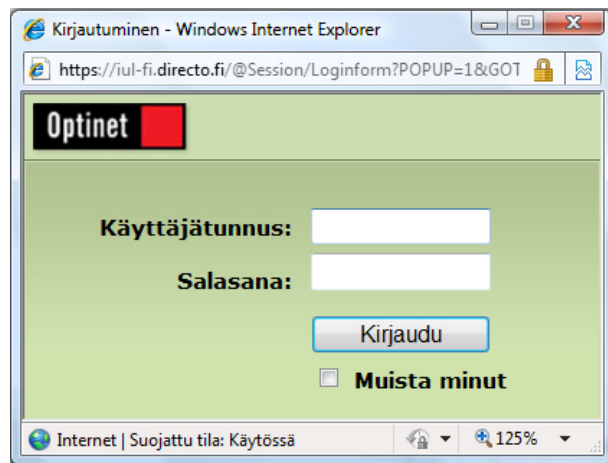 Kirjautuminen - Windows Internet Explorer
https://iul-fi.directo.fi/@Session/Loginform?POPUP=1&GOT
Optinet
Käyttäjätunnus:
Salasana:
Kirjaudu
Muista minut
Internet | Suojattu tila: Käytössä 125%